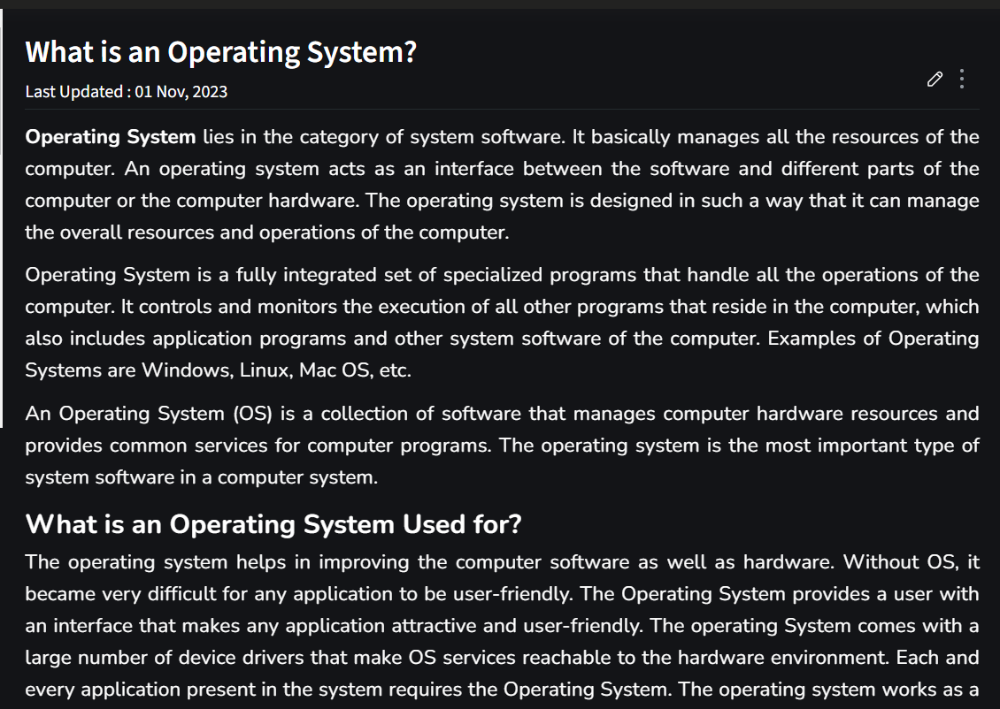 What is an Operating System?
Last Updated : 01 Nov, 2023
Operating System lies in the category of system software. It basically manages all the resources of the
computer. An operating system acts as an interface between the software and different parts of the
computer or the computer hardware. The operating system is designed in such a way that it can manage
the overall resources and operations of the computer.
Operating System is a fully integrated set of specialized programs that handle all the operations of the
computer. It controls and monitors the execution of all other programs that reside in the computer, which
also includes application programs and other system software of the computer. Examples of Operating
Systems are Windows, Linux, Mac OS, etc.
An Operating System (OS) is a collection of software that manages computer hardware resources and
provides common services for computer programs. The operating system is the most important type of
system software in a computer system.
What is an Operating System Used for?
The operating system helps in improving the computer software as well as hardware. Without OS, it
became very difficult for any application to be user-friendly. The Operating System provides a user with
an interface that makes any application attractive and user-friendly. The operating System comes with a
large number of device drivers that make OS services reachable to the hardware environment. Each and
every application present in the system requires the Operating System. The operating system works as a